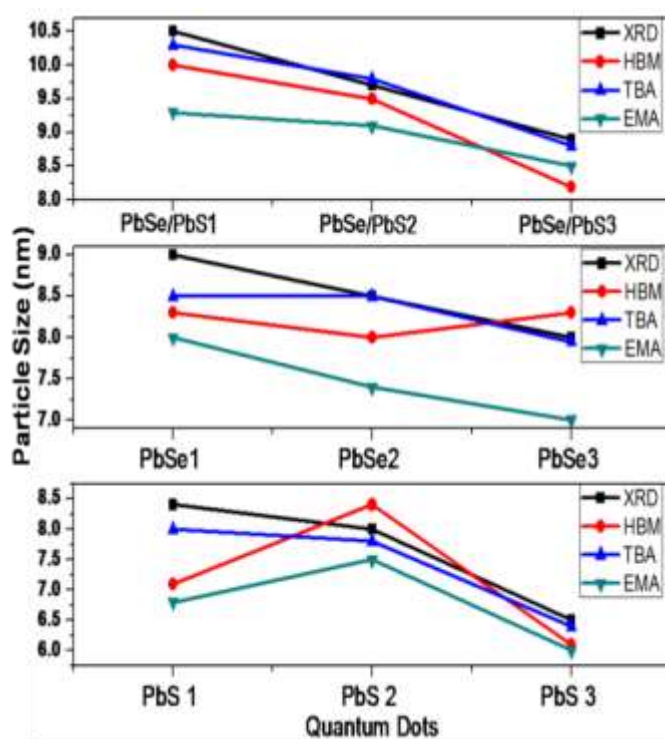 10.5
10.0
9.5
9.0
8.5
8.0
XRD
HBM
TBA
EMA
PbSe/PbS1 PbSe/PbS2 PbSe/PbS3
Particle Size (nm)
9.0
8.5
8.0
7.5
7.0
XRD
HBM
TBA
EMA
PbSe1 PbSe2 PbSe3
8.5
8.0
7.5
7.0
6.5
6.0
XRD
HBM
TBA
EMA
PbS 1 PbS 2 PbS 3
Quantum Dots